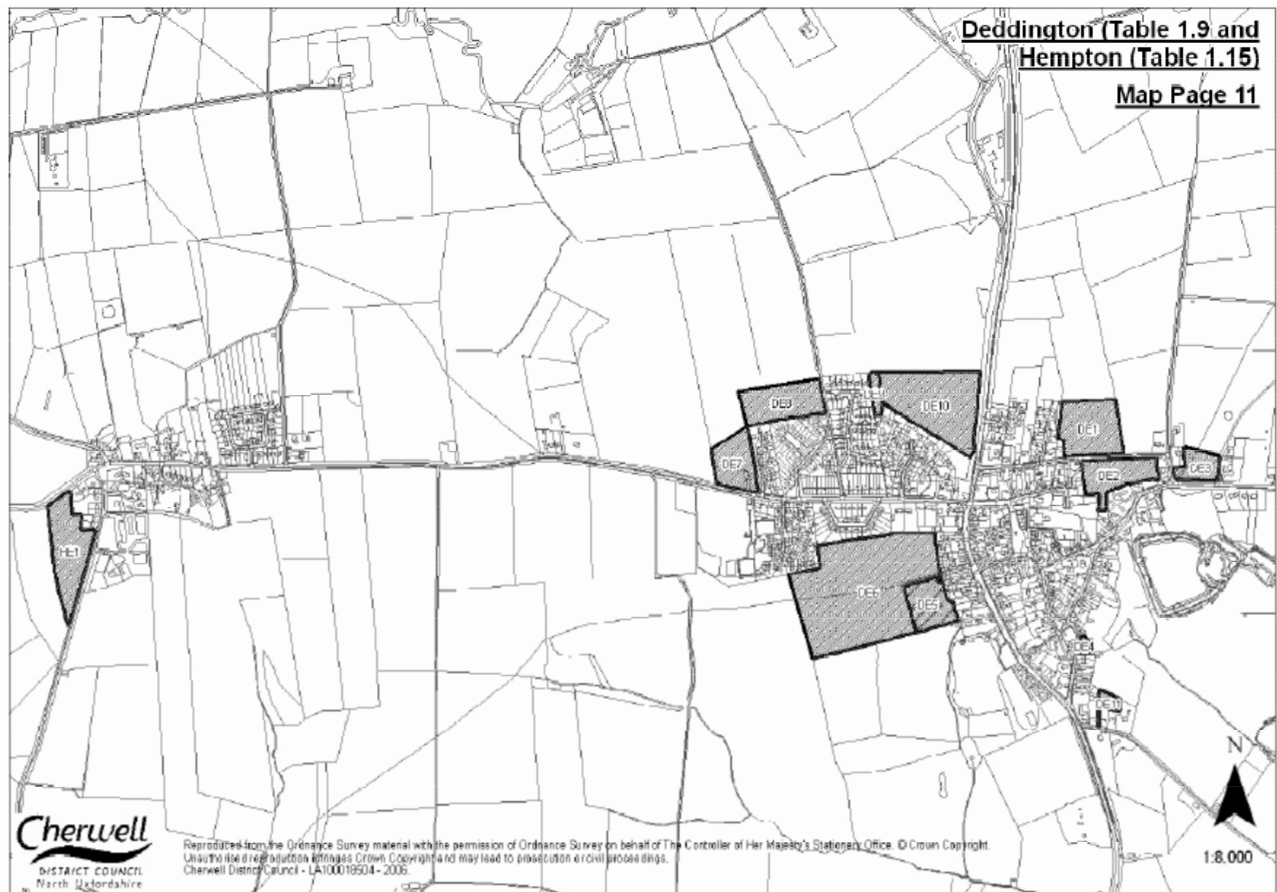 Deddington (Table 1.9 and
Hempton (Table 1.15)
Map Page 11
DE8
DE9
DE10
DE1
DE7
DE2
DE3
HE1
DE6
DE5
DE4
DE11
N
Cherwell
DISTRICT COUNCIL
North Oxfordshire
Reproduced from the Ordnance Survey material with the permission of Ordnance Survey on behalf of The Controller of Her Majesty's Stationery Office. © Crown Copyright.
Unauthorised reproduction infringes Crown Copyright and may lead to prosecution or civil proceedings.
Cherwell District Council - LA100018504 - 2006.
1:8,000